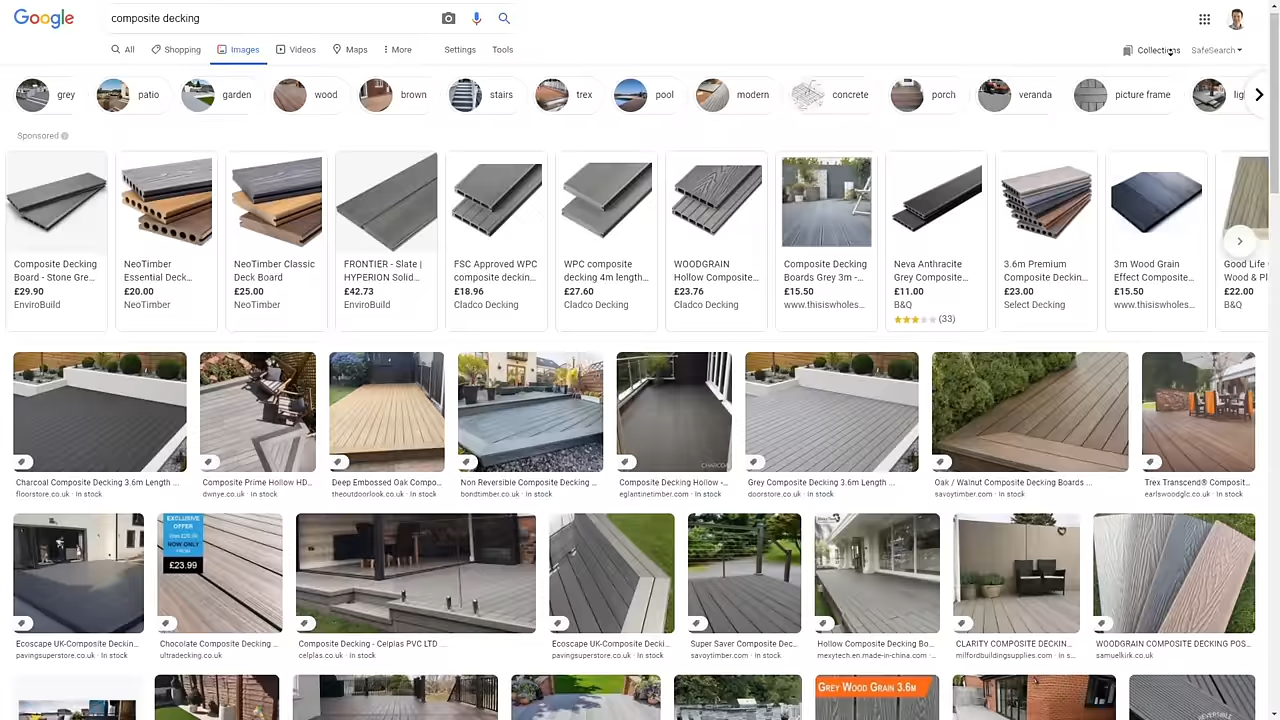 Google
composite decking
All
Shopping
Images
Videos
Maps
More
Settings
Tools
Collections
SafeSearch
grey
patio
garden
wood
brown
stairs
trex
pool
modern
concrete
porch
veranda
picture frame
Sponsored
Composite Decking
Board - Stone Gre...
£29.90
EnviroBuild
NeoTimber
Essential Deck...
£20.00
NeoTimber
NeoTimber Classic
Deck Board
£25.00
NeoTimber
FRONTIER - Slate |
HYPERION Solid...
£42.73
EnviroBuild
FSC Approved WPC
composite deckin...
£18.96
Cladco Decking
WPC composite
decking 4m length...
£27.60
Cladco Decking
WOODGRAIN
Hollow Composite...
£23.76
Cladco Decking
Composite Decking
Boards Grey 3m -...
£15.50
www.thisiswholes...
Neva Anthracite
Grey Composite...
£11.00
B&Q
(33)
3.6m Premium
Composite Deckin...
£23.00
Select Decking
3m Wood Grain
Effect Composite...
£15.50
www.thisiswholes...
Good Life
Wood & Pl
£22.00
B&Q
CHARCOAL
Charcoal Composite Decking 3.6m Length ...
floorstore.co.uk · In stock
Composite Prime Hollow HD...
dwnye.co.uk · In stock
Deep Embossed Oak Compo...
theoutdoorlook.co.uk · In stock
Non Reversible Composite Decking ...
bondtimber.co.uk · In stock
Composite Decking Hollow -...
eglantinetimber.com · In stock
Grey Composite Decking 3.6m Length ...
doorstore.co.uk · In stock
Oak / Walnut Composite Decking Boards ...
savoytimber.com · In stock
Trex Transcend® Composit...
earlswoodglc.co.uk · In stock
EXCLUSIVE
OFFER
NOW ONLY
FROM
£23.99
Ecoscape UK-Composite Deckin...
pavingsuperstore.co.uk · In stock
Chocolate Composite Decking ...
ultradecking.co.uk
Composite Decking - Celpias PVC LTD ...
celpas.co.uk · In stock
Ecoscape UK-Composite Decki...
pavingsuperstore.co.uk · In stock
Super Saver Composite Dec...
savoytimber.com · In stock
Hollow Composite Decking Bo...
mexytech.en.made-in-china.com · ...
CLARITY COMPOSITE DECKIN...
milfordbuildingsupplies.com · In s...
WOODGRAIN COMPOSITE DECKING POS...
samuelkirk.co.uk
GREY WOOD GRAIN 3.6m